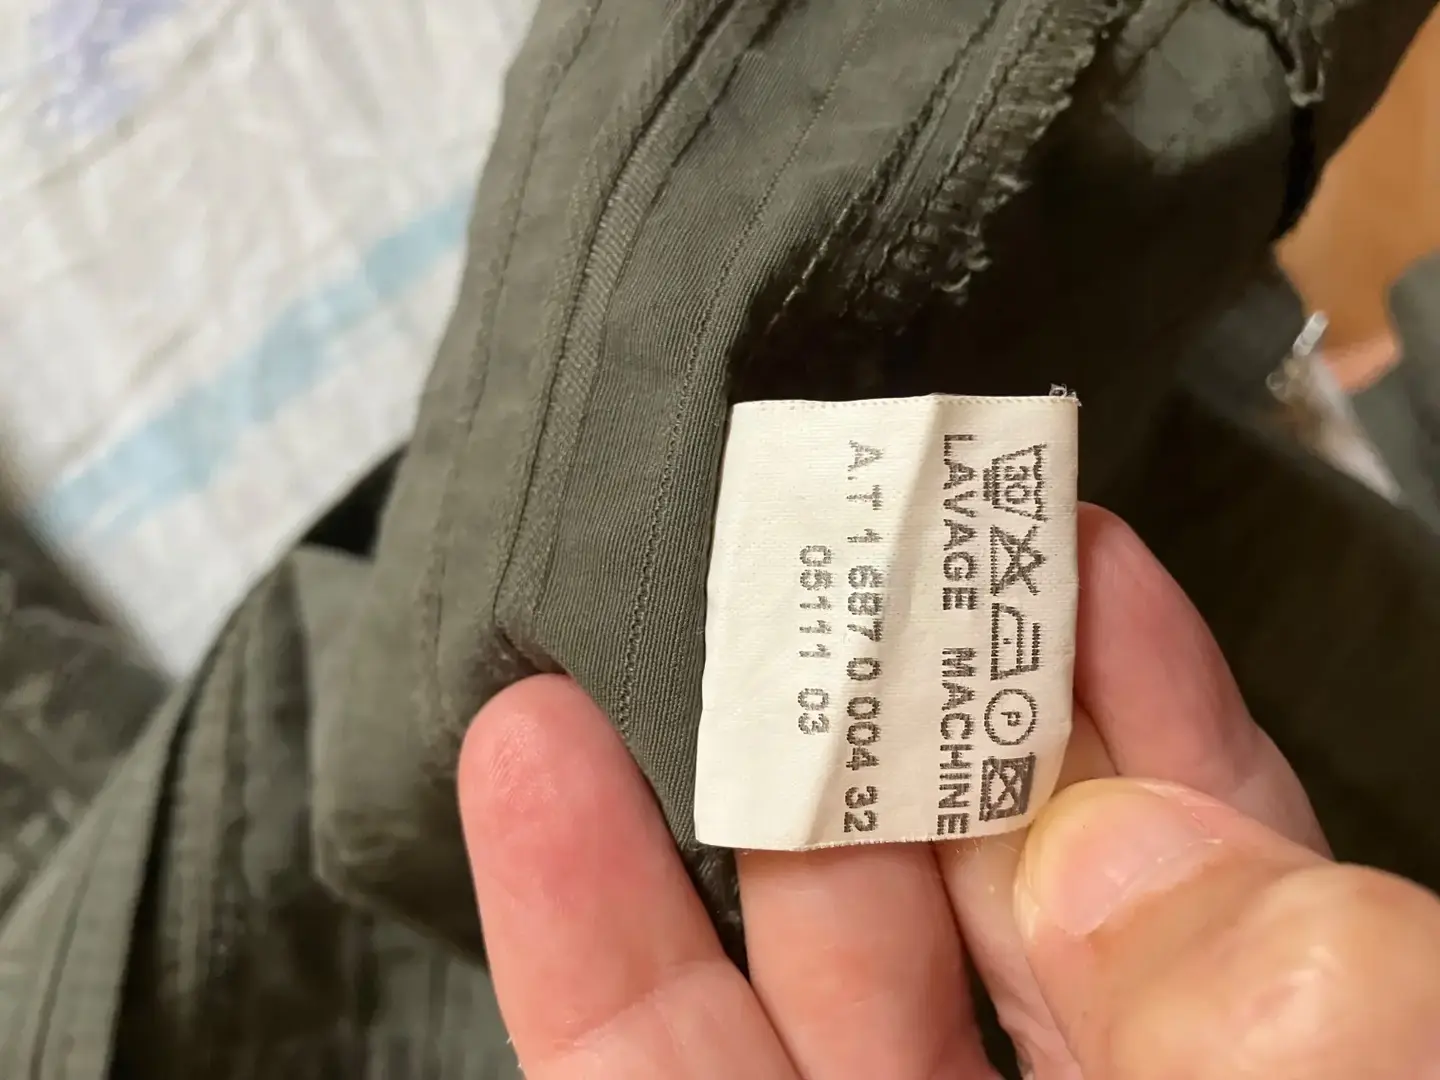 30 P
LAVAGE MACHINE
A.T 1 687 0 004 32
05111 03